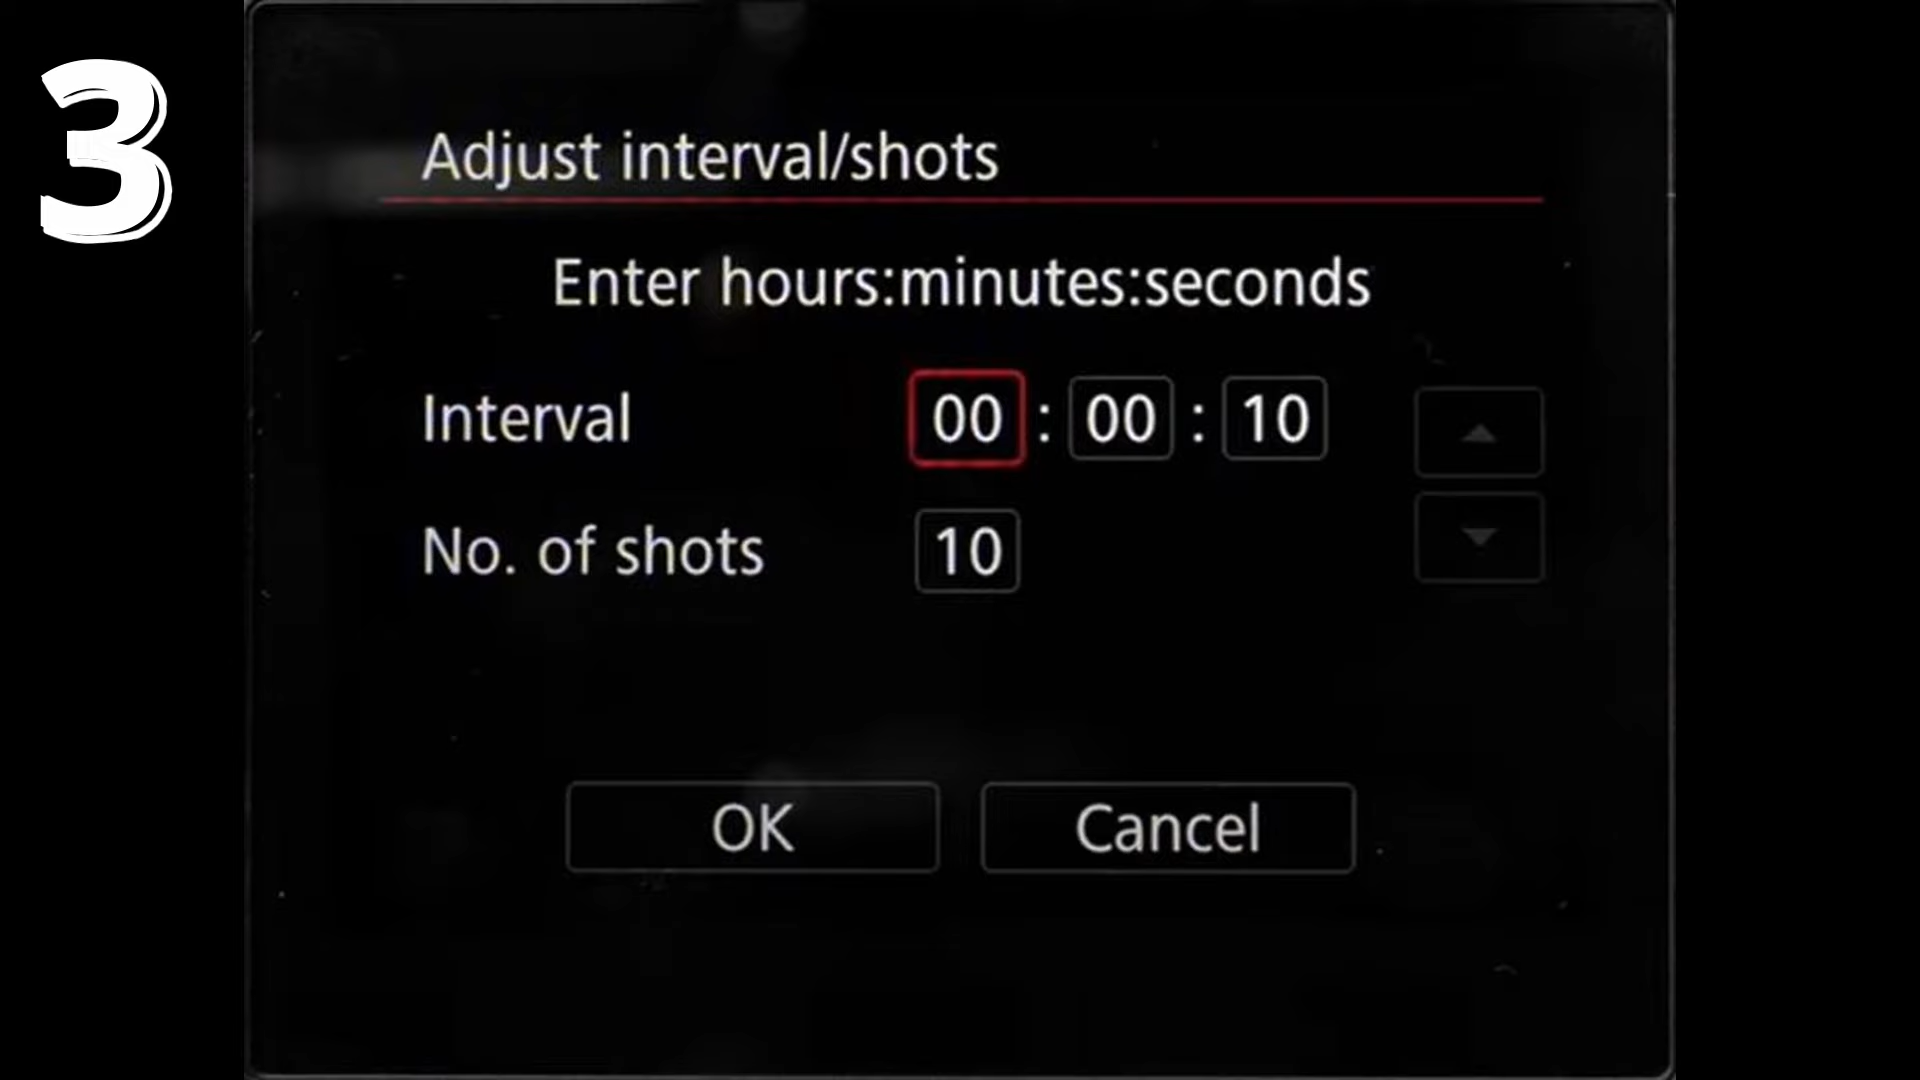 3
Adjust interval/shots
Enter hours:minutes:seconds
Interval 00 : 00 : 10
No. of shots 10
OK Cancel